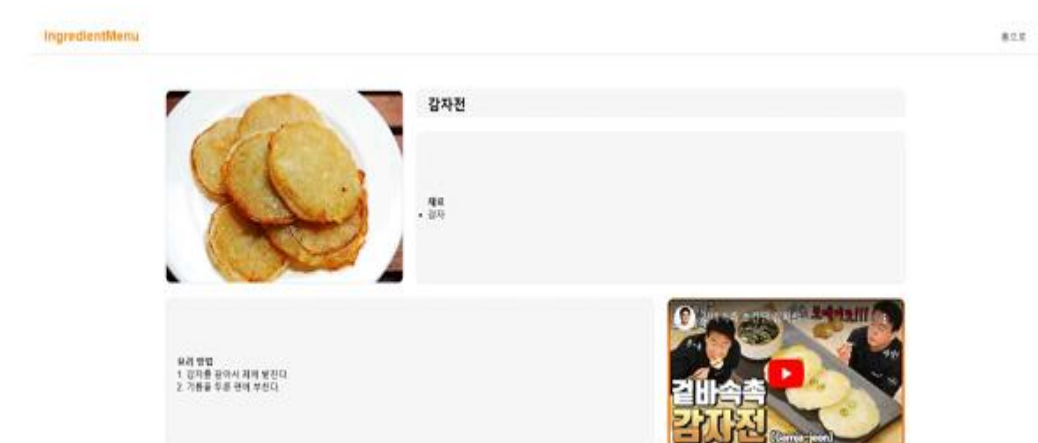 IngredientMenu
홈으로
감자전
재료
감자
요리 방법
1. 감자를 갈아서 체에 밭친다.
2. 기름을 두른 팬에 부친다.
겉바속촉
감자전
[Gamja-jeon]